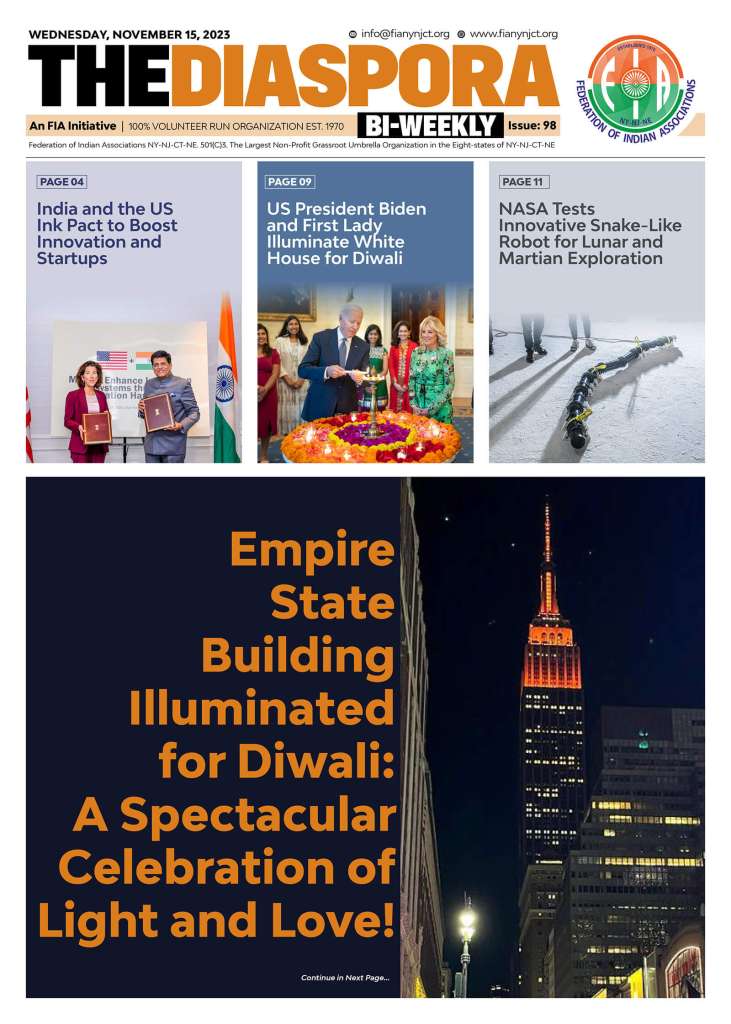 WEDNESDAY, NOVEMBER 15, 2023
info@fianynjct.org www.fianynjct.org
THEDIASPORA
An FIA Initiative | 100% VOLUNTEER RUN ORGANIZATION EST. 1970
BI-WEEKLY
Issue: 98
Federation of Indian Associations NY-NJ-CT-NE. 501(C)3. The Largest Non-Profit Grassroot Umbrella Organization in the Eight-states of NY-NJ-CT-NE
ESTABLISHED 1970
FIA
NY-NJ-NE
FEDERATION OF INDIAN ASSOCIATIONS
PAGE 04
India and the US
Ink Pact to Boost
Innovation and
Startups
PAGE 09
US President Biden
and First Lady
Illuminate White
House for Diwali
PAGE 11
NASA Tests
Innovative Snake-Like
Robot for Lunar and
Martian Exploration
Enhance
Empire
State
Building
Illuminated
for Diwali:
A Spectacular
Celebration of
Light and Love!
Continue in Next Page...